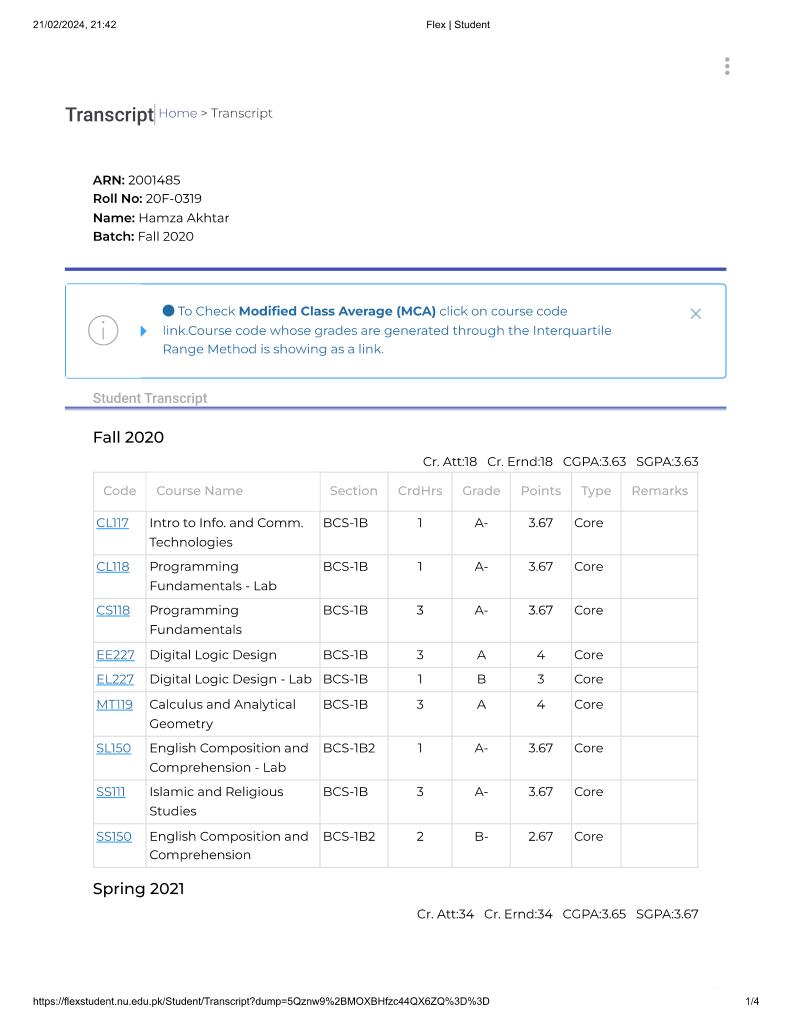 21/02/2024, 21:42 Flex | Student
Transcript Home > Transcript
ARN: 2001485
Roll No: 20F-0319
Name: Hamza Akhtar
Batch: Fall 2020
To Check Modified Class Average (MCA) click on course code
link.Course code whose grades are generated through the Interquartile
Range Method is showing as a link.
Student Transcript
Fall 2020
Cr. Att:18 Cr. Ernd:18 CGPA:3.63 SGPA:3.63
Code Course Name Section CrdHrs Grade Points Type Remarks
CL117 Intro to Info. and Comm. BCS-1B 1 A- 3.67 Core
Technologies
CL118 Programming BCS-1B 1 A- 3.67 Core
Fundamentals - Lab
CS118 Programming BCS-1B 3 A- 3.67 Core
Fundamentals
EE227 Digital Logic Design BCS-1B 3 A 4 Core
EL227 Digital Logic Design - Lab BCS-1B 1 B 3 Core
MT119 Calculus and Analytical BCS-1B 3 A 4 Core
Geometry
SL150 English Composition and BCS-1B2 1 A- 3.67 Core
Comprehension - Lab
SS111 Islamic and Religious BCS-1B 3 A- 3.67 Core
Studies
SS150 English Composition and BCS-1B2 2 B- 2.67 Core
Comprehension
Spring 2021
Cr. Att:34 Cr. Ernd:34 CGPA:3.65 SGPA:3.67
https://flexstudent.nu.edu.pk/Student/Transcript?dump=5Qznw9%2BMOXBHfzc44QX6ZQ%3D%3D 1/4